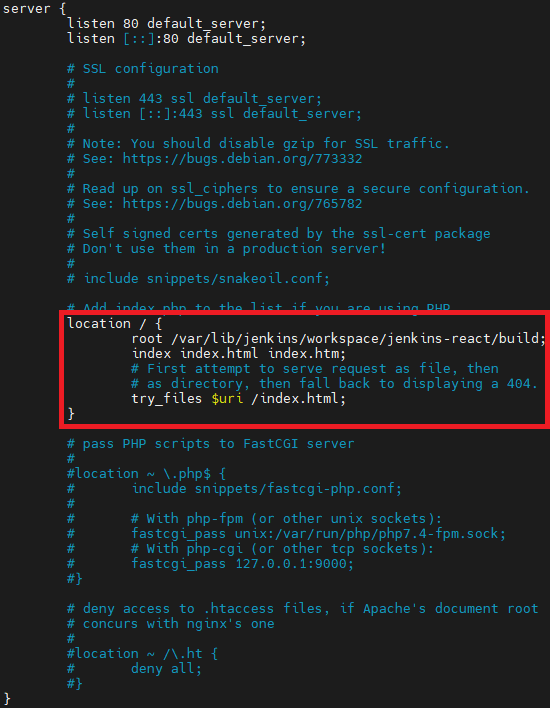 server {
listen 80 default_server;
listen [::]:80 default_server;
# SSL configuration
#
# listen 443 ssl default_server;
# listen [::]:443 ssl default_server;
#
# Note: You should disable gzip for SSL traffic.
# See: https://bugs.debian.org/773332
#
# Read up on ssl_ciphers to ensure a secure configuration.
# See: https://bugs.debian.org/765782
#
# Self signed certs generated by the ssl-cert package
# Don't use them in a production server!
#
# include snippets/snakeoil.conf;
# Add index.php to the list if you are using PHP
location / {
root /var/lib/jenkins/workspace/jenkins-react/build;
index index.html index.htm;
# First attempt to serve request as file, then
# as directory, then fall back to displaying a 404.
try_files $uri /index.html;
}
# pass PHP scripts to FastCGI server
#
#location ~ \.php$ {
# include snippets/fastcgi-php.conf;
#
# # With php-fpm (or other unix sockets):
# fastcgi_pass unix:/var/run/php/php7.4-fpm.sock;
# # With php-cgi (or other tcp sockets):
# fastcgi_pass 127.0.0.1:9000;
#}
# deny access to .htaccess files, if Apache's document root
# concurs with nginx's one
#
#location ~ /\.ht {
# deny all;
#}
}